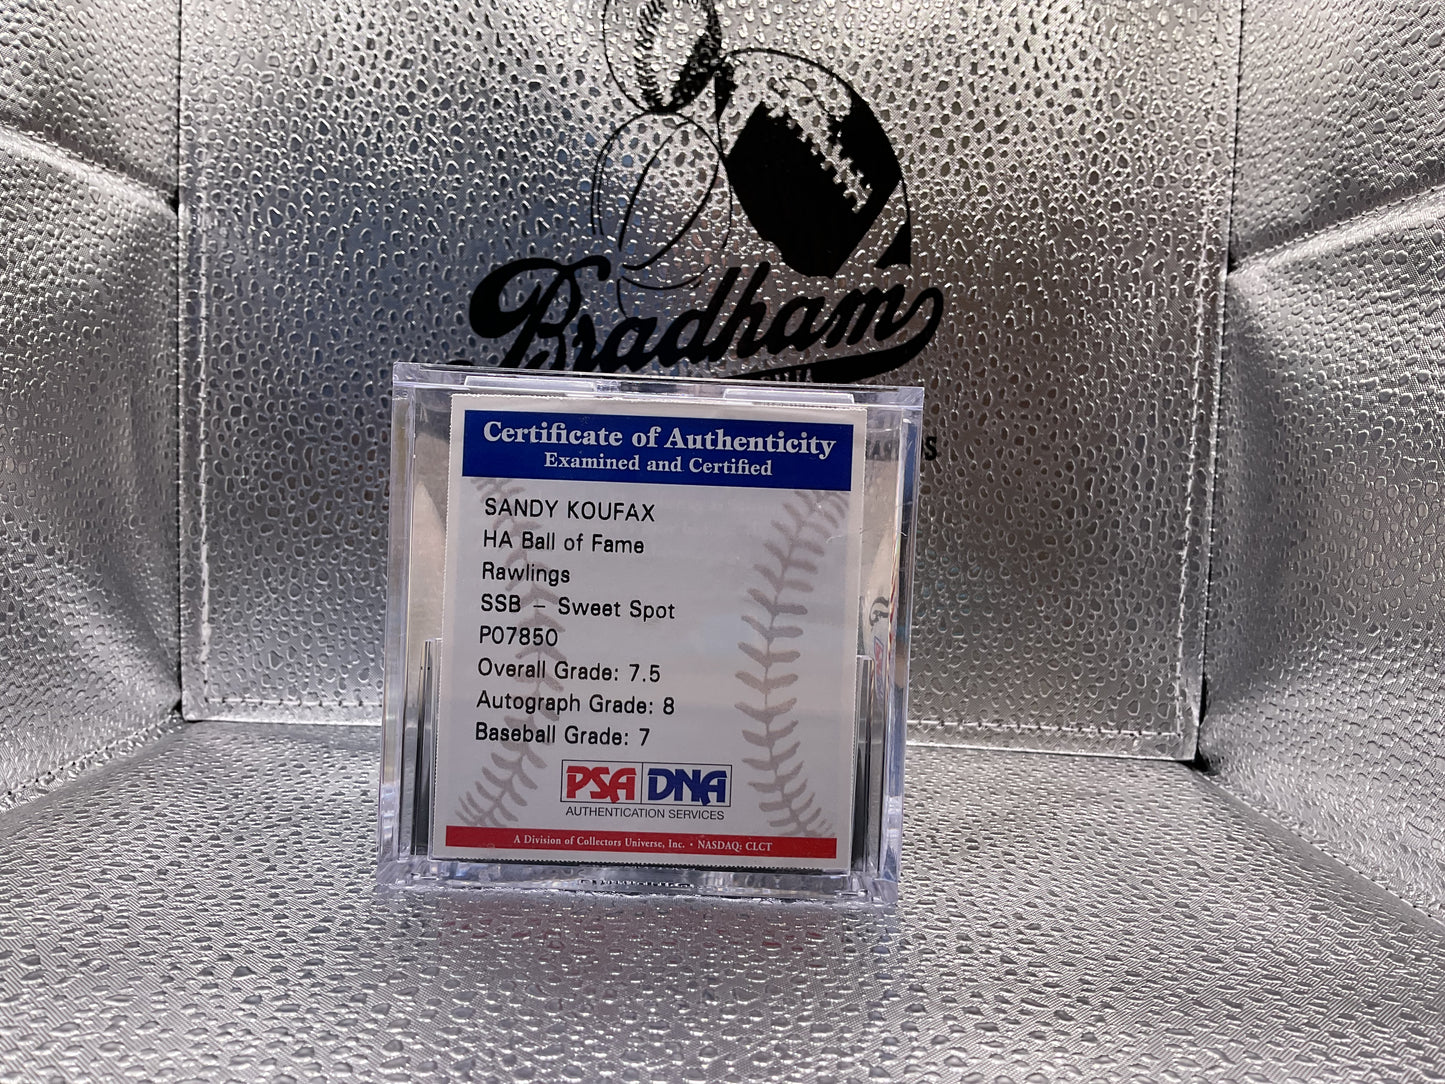 Bradham
Certificate of Authenticity
Examined and Certified
SANDY KOUFAX
HA Ball of Fame
Rawlings
SSB – Sweet Spot
P07850
Overall Grade: 7.5
Autograph Grade: 8
Baseball Grade: 7
PSA DNA
AUTHENTICATION SERVICES
A Division of Collectors Universe, Inc. • NASDAQ: CLCT